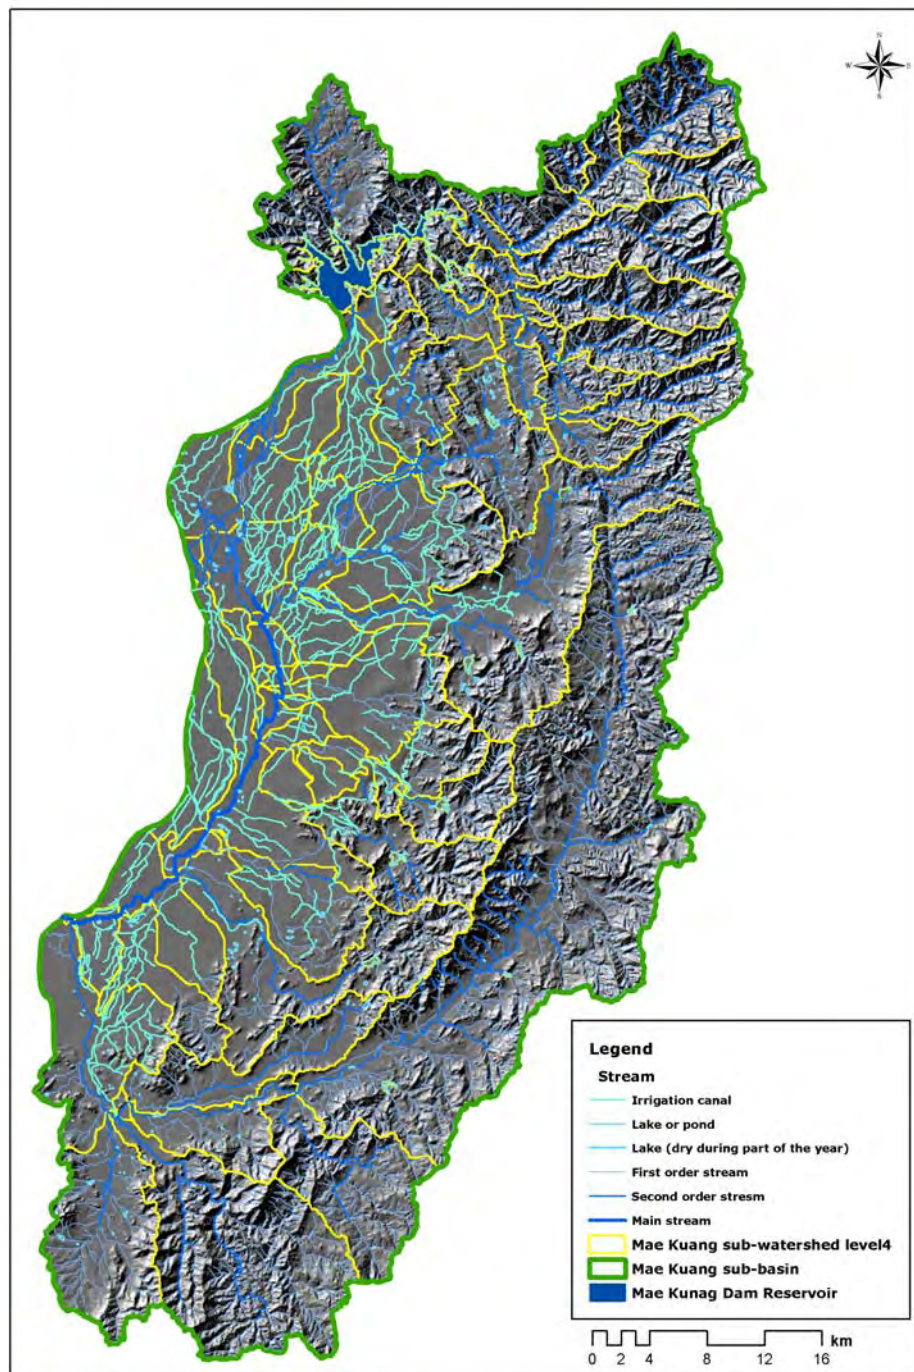 N
W
S
Legend
Stream
Irrigation canal
Lake or pond
Lake (dry during part of the year)
First order stream
Second order stresm
Main stream
Mae Kuang sub-watershed level4
Mae Kuang sub-basin
Mae Kunag Dam Reservoir
km
0 2 4 8 12 16